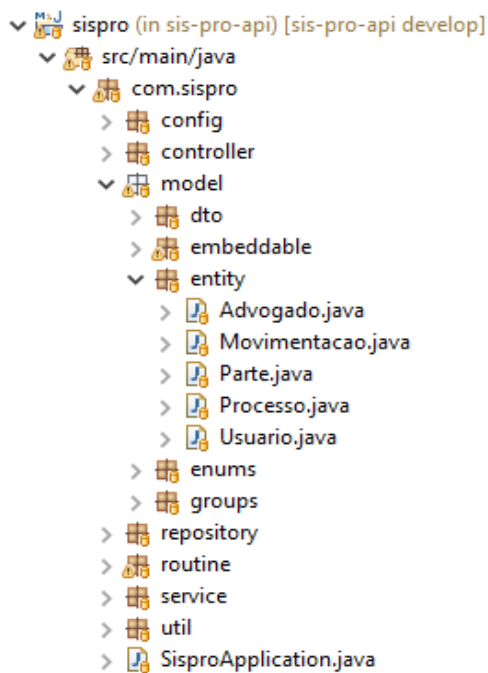 sispro (in sis-pro-api) [sis-pro-api develop]
src/main/java
com.sispro
config
controller
model
dto
embeddable
entity
Advogado.java
Movimentacao.java
Parte.java
Processo.java
Usuario.java
enums
groups
repository
routine
service
util
SisproApplication.java